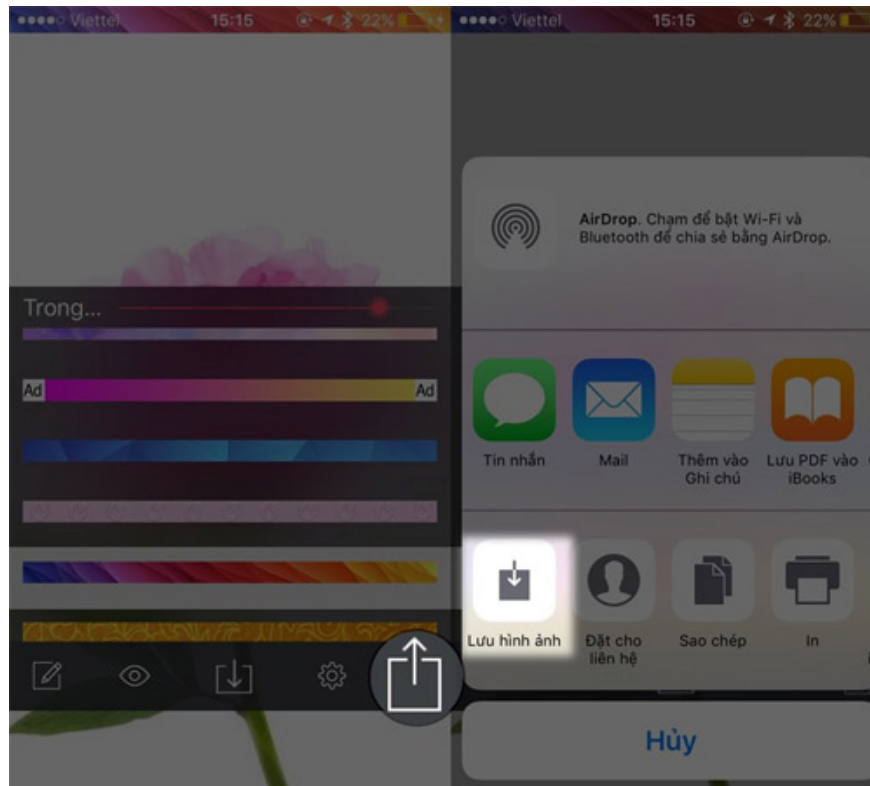 Viettel 15:15 22%
Trong...
Ad Ad
Viettel 15:15 22%
AirDrop. Chạm để bật Wi-Fi và
Bluetooth để chia sẻ bằng AirDrop.
Tin nhắn Mail Thêm vào Lưu PDF vào
Ghi chú iBooks
Lưu hình ảnh Đặt cho Sao chép In
liên hệ
Hủy